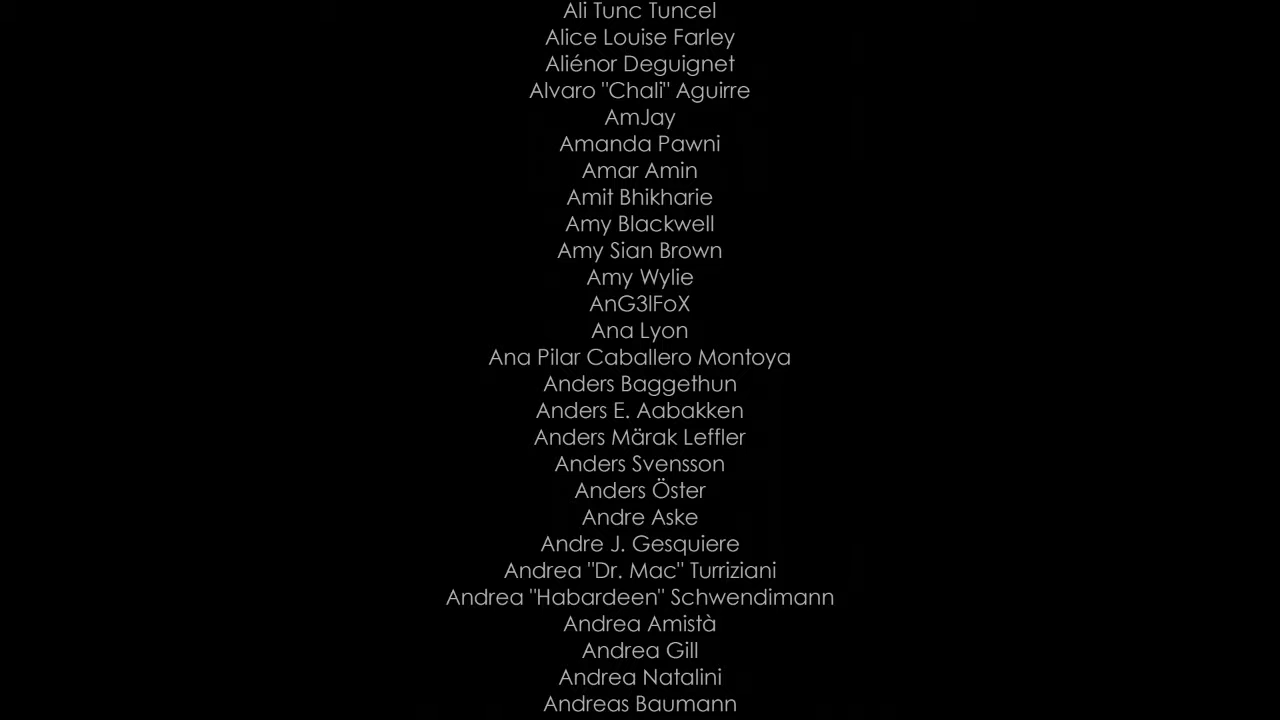 Ali Tunc Tuncel
Alice Louise Farley
Aliénor Deguignet
Alvaro "Chali" Aguirre
AmJay
Amanda Pawni
Amar Amin
Amit Bhikharie
Amy Blackwell
Amy Sian Brown
Amy Wylie
AnG3lFoX
Ana Lyon
Ana Pilar Caballero Montoya
Anders Baggethun
Anders E. Aabakken
Anders Märak Leffler
Anders Svensson
Anders Öster
Andre Aske
Andre J. Gesquiere
Andrea "Dr. Mac" Turriziani
Andrea "Habardeen" Schwendimann
Andrea Amistà
Andrea Gill
Andrea Natalini
Andreas Baumann